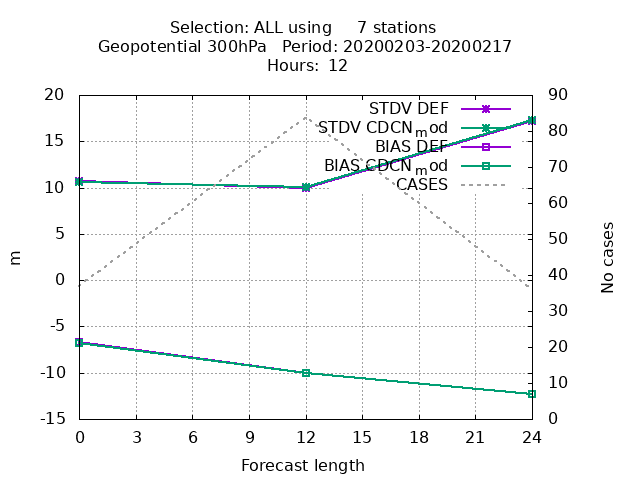 Selection: ALL using     7 stations
Geopotential 300hPa   Period: 20200203-20200217
Hours:  12
20
15
10
5
0
-5
-10
-15
m
90
80
70
60
50
40
30
20
10
0
No cases
STDV DEF
STDV CDCN_mod
BIAS DEF
BIAS CDCN_mod
CASES
0 3 6 9 12 15 18 21 24
Forecast length